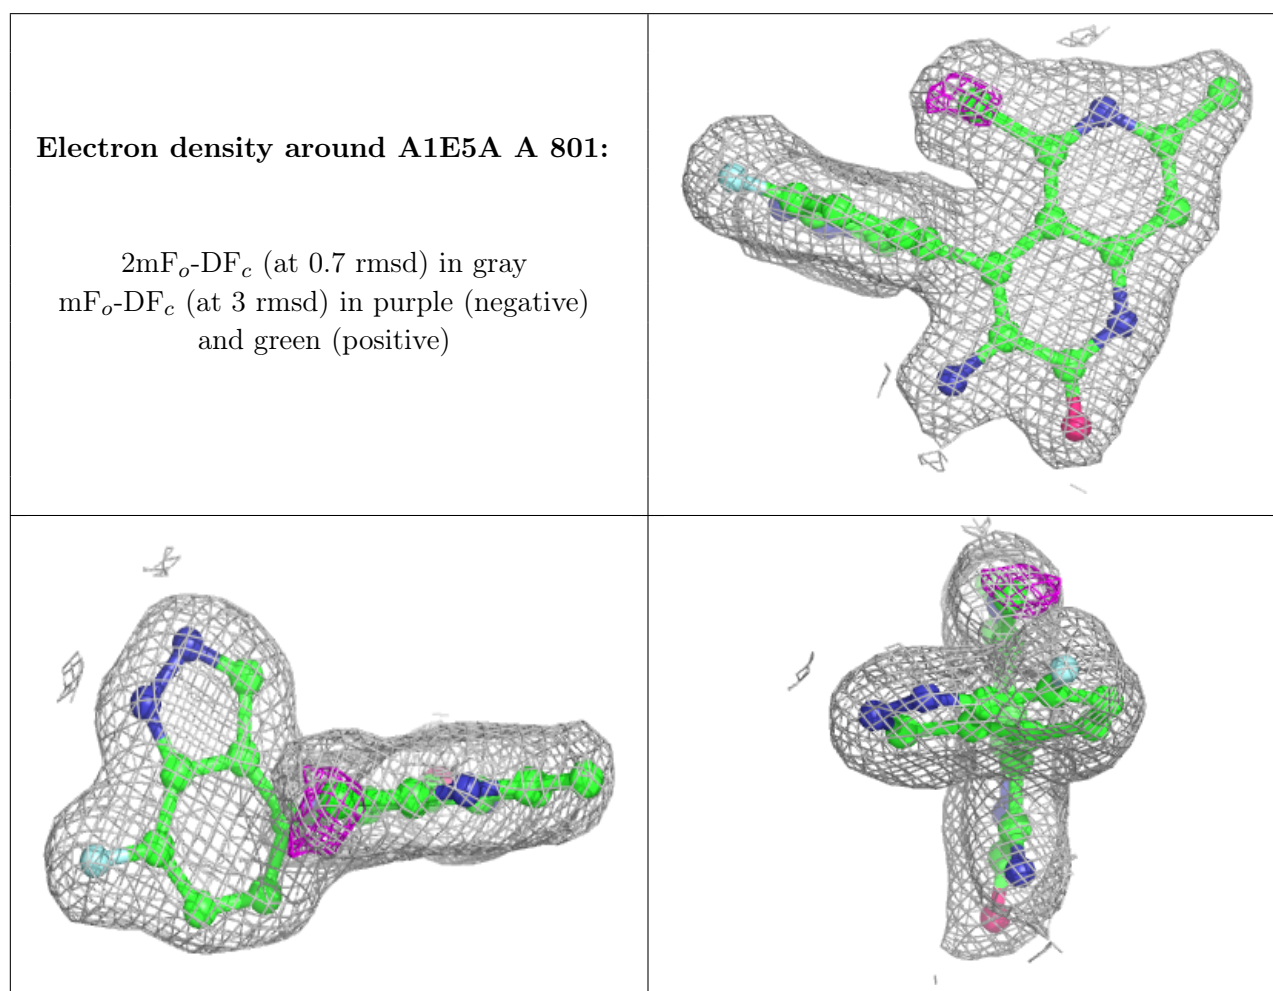 Electron density around A1E5A A 801:
2mFo-DFc (at 0.7 rmsd) in gray
mFo-DFc (at 3 rmsd) in purple (negative)
and green (positive)